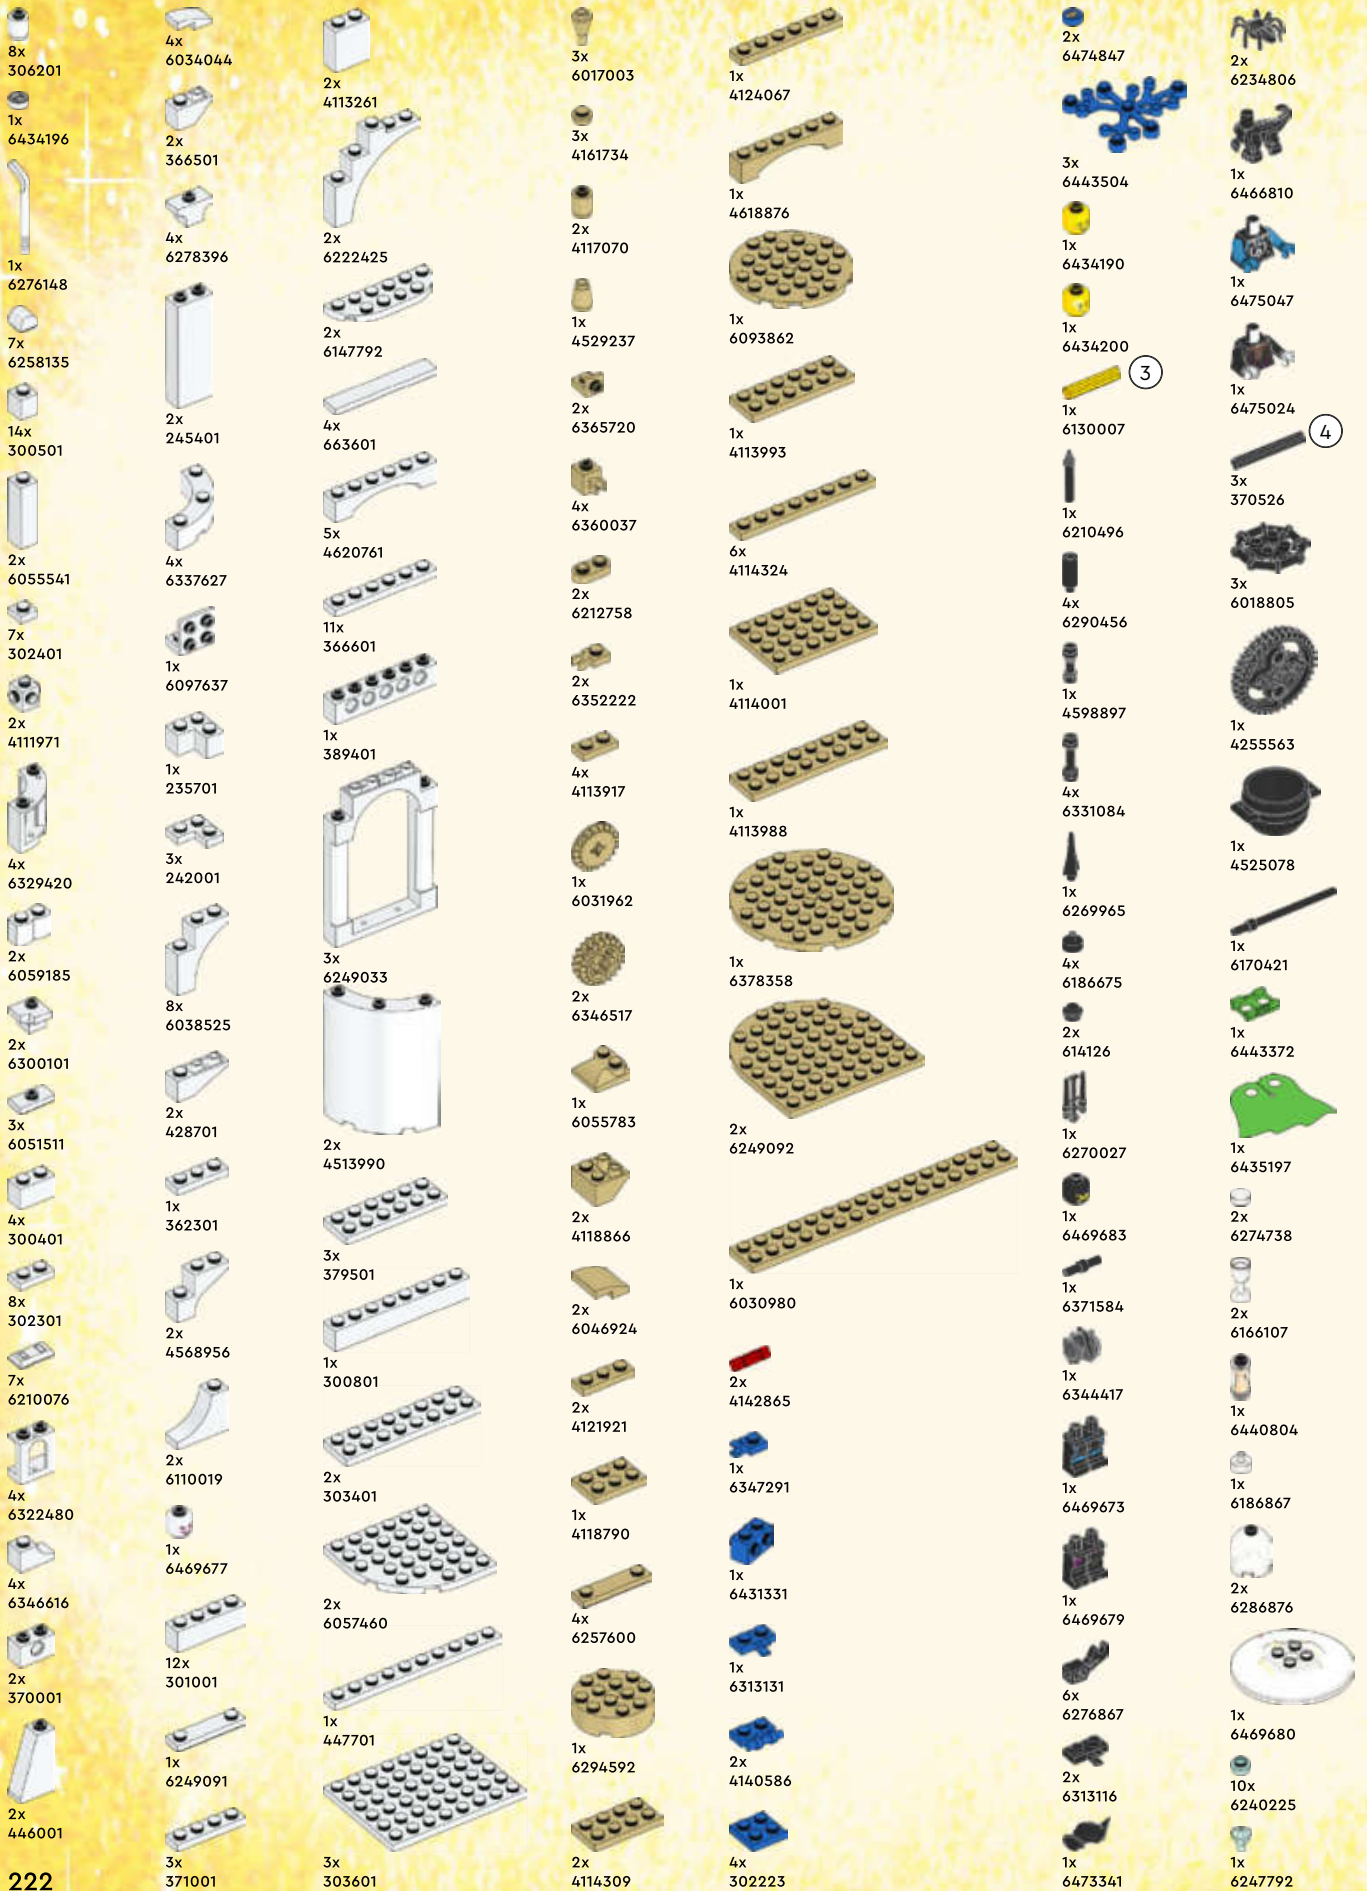 8x
306201
1x
6434196
1x
6276148
7x
6258135
14x
300501
2x
6055541
7x
302401
2x
4111971
4x
6329420
2x
6059185
2x
6300101
3x
6051511
4x
300401
8x
302301
7x
6210076
4x
6322480
4x
6346616
2x
370001
2x
446001
222
4x
6034044
2x
366501
4x
6278396
2x
245401
4x
6337627
1x
6097637
1x
235701
3x
242001
8x
6038525
2x
428701
1x
362301
2x
4568956
2x
6110019
1x
6469677
12x
301001
1x
6249091
3x
371001
2x
4113261
2x
6222425
2x
6147792
4x
663601
5x
4620761
11x
366601
1x
389401
3x
6249033
2x
4513990
3x
379501
1x
300801
2x
303401
2x
6057460
1x
447701
3x
303601
3x
6017003
3x
4161734
2x
4117070
1x
4529237
2x
6365720
4x
6360037
2x
6212758
2x
6352222
4x
4113917
1x
6031962
2x
6346517
1x
6055783
2x
4118866
2x
6046924
2x
4121921
1x
4118790
4x
6257600
1x
6294592
2x
4114309
1x
4124067
1x
4618876
1x
6093862
1x
4113993
6x
4114324
1x
4114001
1x
4113988
1x
6378358
2x
6249092
1x
6030980
2x
4142865
1x
6347291
1x
6431331
1x
6313131
2x
4140586
4x
302223
2x
6474847
3x
6443504
1x
6434190
1x
6434200
3
1x
6130007
1x
6210496
4x
6290456
1x
4598897
4x
6331084
1x
6269965
4x
6186675
2x
614126
1x
6270027
1x
6469683
1x
6371584
1x
6344417
1x
6469673
1x
6469679
6x
6276867
2x
6313116
1x
6473341
2x
6234806
1x
6466810
1x
6475047
1x
6475024
4
3x
370526
3x
6018805
1x
4255563
1x
4525078
1x
6170421
1x
6443372
1x
6435197
2x
6274738
2x
6166107
1x
6440804
1x
6186867
2x
6286876
1x
6469680
10x
6240225
1x
6247792